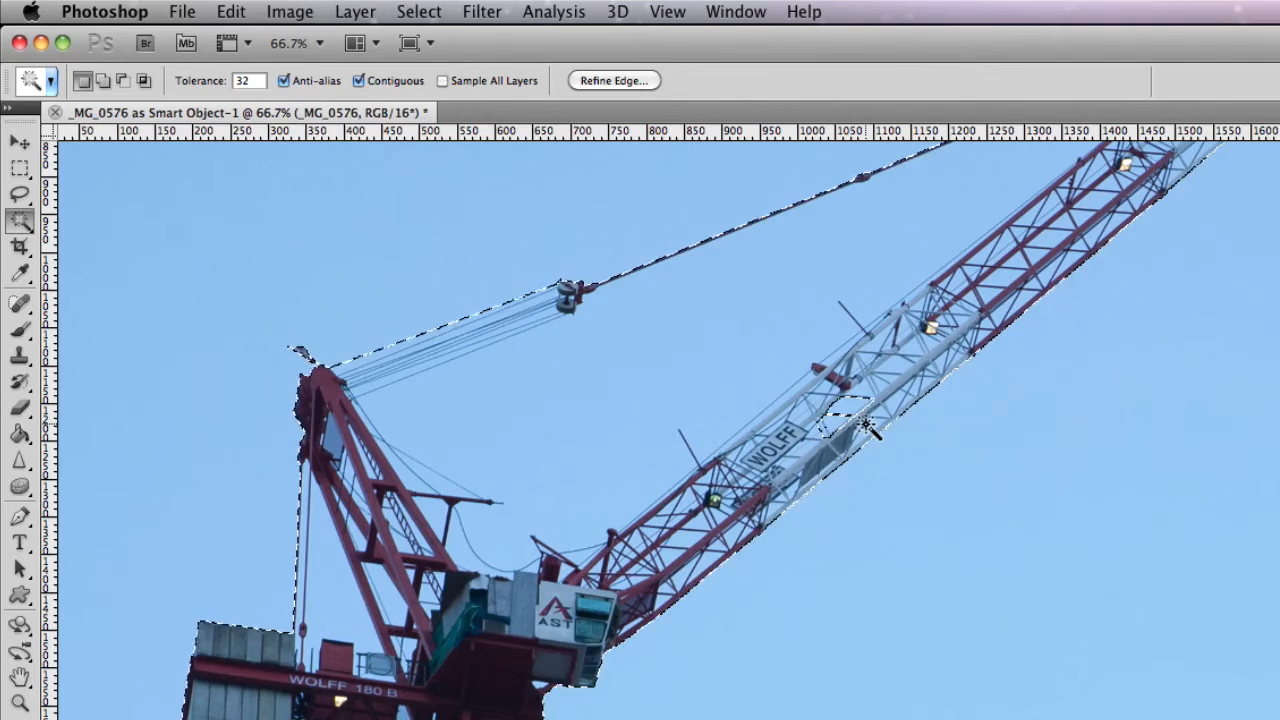 Photoshop File Edit Image Layer Select Filter Analysis 3D View Window Help
Ps Br Mb 66.7%
Tolerance: 32 Anti-alias Contiguous Sample All Layers Refine Edge...
_MG_0576 as Smart Object-1 @ 66.7% (_MG_0576, RGB/16*) *
50 100 150 200 250 300 350 400 450 500 550 600 650 700 750 800 850 900 950 1000 1050 1100 1150 1200 1250 1300 1350 1400 1450 1500 1550 1600
WOLFF
AST
WOLFF 180 B